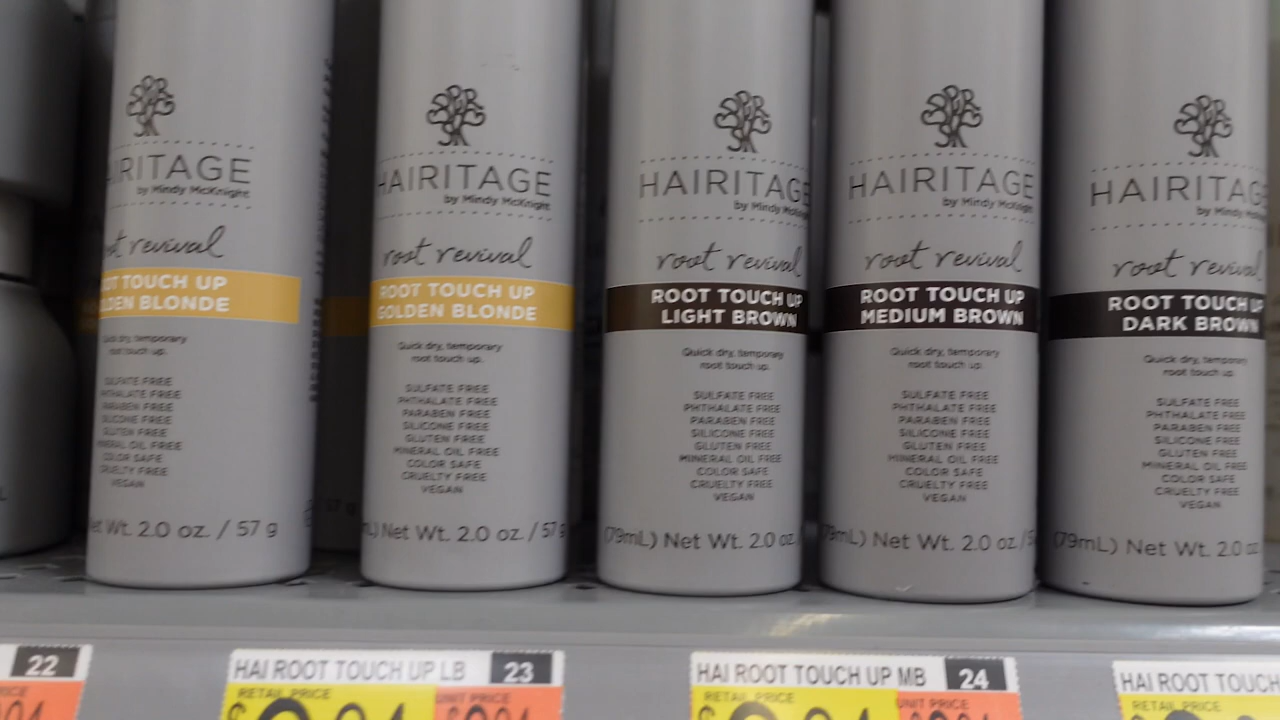 HAIRITAGE
by Mindy McKnight
revival
TOUCH UP
BLONDE
Quick dry, temporary
root touch up.
SULFATE FREE
PHTHALATE FREE
PARABEN FREE
SILICONE FREE
GLUTEN FREE
MINERAL OIL FREE
COLOR SAFE
CRUELTY FREE
VEGAN
Wt. 2.0 oz. / 57 g
HAIRITAGE
by Mindy McKnight
root revival
ROOT TOUCH UP
GOLDEN BLONDE
Quick dry, temporary
root touch up.
SULFATE FREE
PHTHALATE FREE
PARABEN FREE
SILICONE FREE
GLUTEN FREE
MINERAL OIL FREE
COLOR SAFE
CRUELTY FREE
VEGAN
Net Wt. 2.0 oz. / 57 g
HAIRITAGE
by Mindy McKnight
root revival
ROOT TOUCH UP
LIGHT BROWN
Quick dry, temporary
root touch up.
SULFATE FREE
PHTHALATE FREE
PARABEN FREE
SILICONE FREE
GLUTEN FREE
MINERAL OIL FREE
COLOR SAFE
CRUELTY FREE
VEGAN
(79mL) Net Wt. 2.0 oz.
HAIRITAGE
by Mindy McKnight
root revival
ROOT TOUCH UP
MEDIUM BROWN
Quick dry, temporary
root touch up.
SULFATE FREE
PHTHALATE FREE
PARABEN FREE
SILICONE FREE
GLUTEN FREE
MINERAL OIL FREE
COLOR SAFE
CRUELTY FREE
VEGAN
79mL) Net Wt. 2.0 oz. /
HAIRITAGE
by Mindy McKnight
root revival
ROOT TOUCH UP
DARK BROWN
Quick dry, temporary
root touch up.
SULFATE FREE
PHTHALATE FREE
PARABEN FREE
SILICONE FREE
GLUTEN FREE
MINERAL OIL FREE
COLOR SAFE
CRUELTY FREE
VEGAN
(79mL) Net Wt. 2.0 oz
22
PRICE
HAI ROOT TOUCH UP LB 23
RETAIL PRICE
UNIT PRICE
HAI ROOT TOUCH UP MB 24
RETAIL PRICE
UNIT PRICE
HAI ROOT TOUCH
RETAIL PRICE